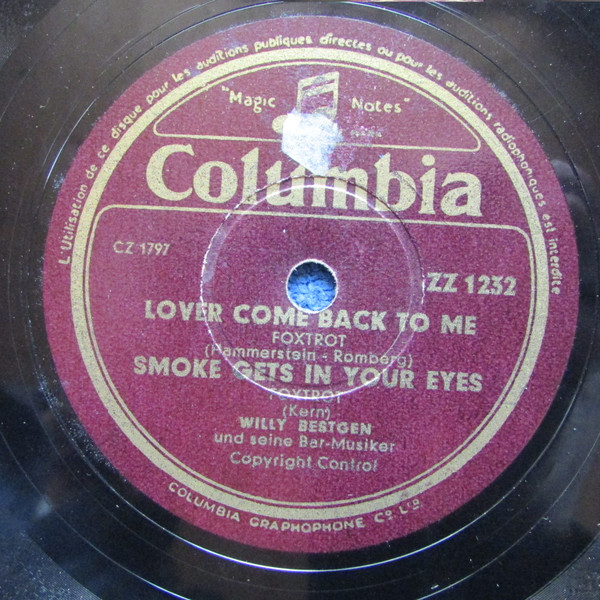 L'Utilisation de ce disque pour les auditions publiques directes ou pour les auditions radiophoniques est interdite
"Magic Notes"
Columbia
CZ 1797
ZZ 1232
LOVER COME BACK TO ME
FOXTROT
(Hammerstein - Romberg)
SMOKE GETS IN YOUR EYES
FOXTROT
(Kern)
WILLY BESTGEN
und seine Bar-Musiker
Copyright Control
COLUMBIA GRAPHOPHONE Co. LTD.